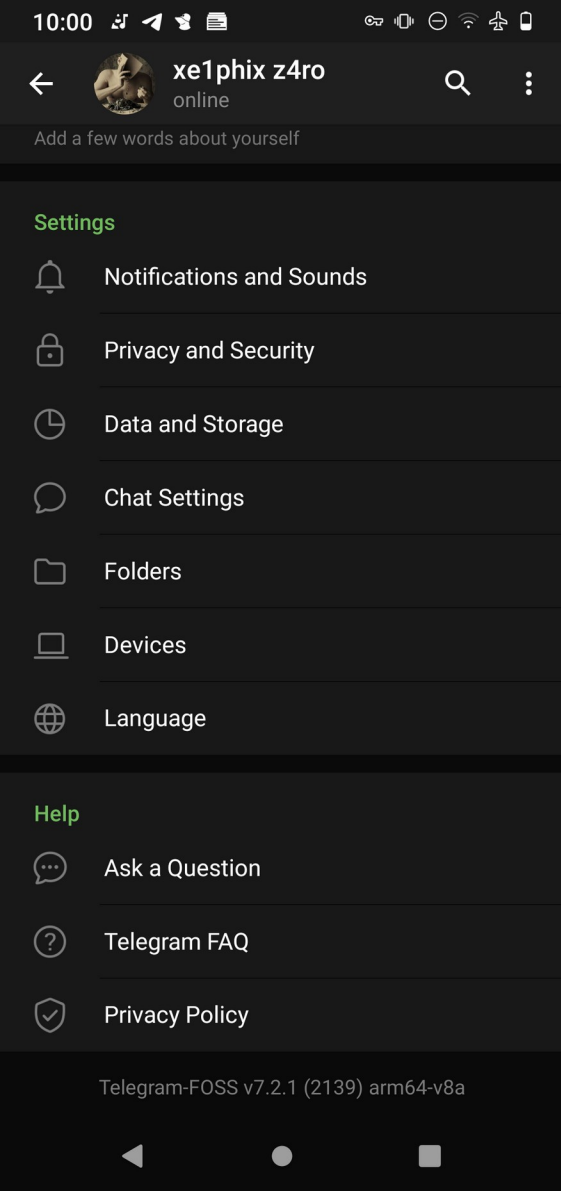 10:00
xe1phix z4ro
online
Add a few words about yourself
Settings
Notifications and Sounds
Privacy and Security
Data and Storage
Chat Settings
Folders
Devices
Language
Help
Ask a Question
Telegram FAQ
Privacy Policy
Telegram-FOSS v7.2.1 (2139) arm64-v8a